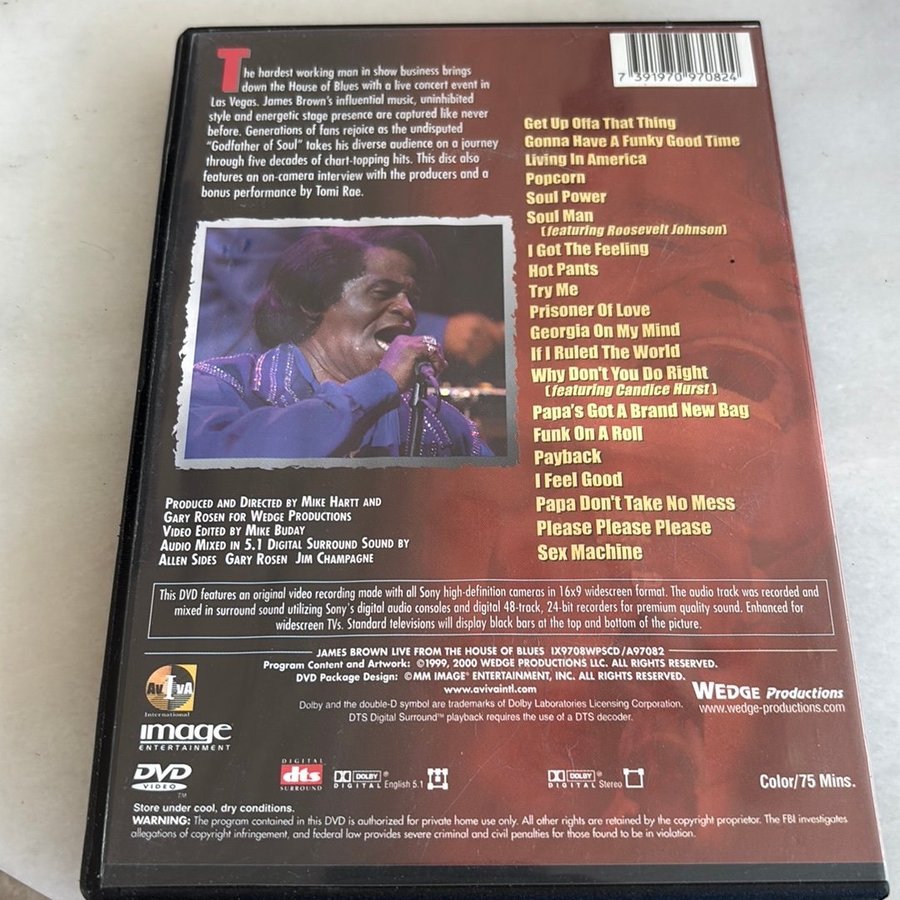 The hardest working man in show business brings
down the House of Blues with a live concert event in
Las Vegas. James Brown's influential music, uninhibited
style and energetic stage presence are captured like never
before. Generations of fans rejoice as the undisputed
"Godfather of Soul" takes his diverse audience on a journey
through five decades of chart-topping hits. This disc also
features an on-camera interview with the producers and a
bonus performance by Tomi Rae.
7 391970 970824
Get Up Offa That Thing
Gonna Have A Funky Good Time
Living In America
Popcorn
Soul Power
Soul Man
(featuring Roosevelt Johnson)
I Got The Feeling
Hot Pants
Try Me
Prisoner Of Love
Georgia On My Mind
If I Ruled The World
Why Don't You Do Right
(featuring Candice Hurst)
Papa's Got A Brand New Bag
Funk On A Roll
Payback
I Feel Good
Papa Don't Take No Mess
Please Please Please
Sex Machine
Produced and Directed by Mike Hartt and
Gary Rosen for Wedge Productions
Video Edited by Mike Buday
Audio Mixed in 5.1 Digital Surround Sound by
Allen Sides Gary Rosen Jim Champagne
This DVD features an original video recording made with all Sony high-definition cameras in 16x9 widescreen format. The audio track was recorded and
mixed in surround sound utilizing Sony's digital audio consoles and digital 48-track, 24-bit recorders for premium quality sound. Enhanced for
widescreen TVs. Standard televisions will display black bars at the top and bottom of the picture.
JAMES BROWN LIVE FROM THE HOUSE OF BLUES IX9708WPSCD/A97082
Program Content and Artwork: ©1999, 2000 WEDGE PRODUCTIONS LLC. ALL RIGHTS RESERVED.
DVD Package Design: ©MM IMAGE® ENTERTAINMENT, INC. ALL RIGHTS RESERVED.
www.avivaintl.com
Dolby and the double-D symbol are trademarks of Dolby Laboratories Licensing Corporation.
DTS Digital Surround™ playback requires the use of a DTS decoder.
WEDGE Productions
www.wedge-productions.com
AvIvA
International
image
ENTERTAINMENT
DVD
VIDEO
TM
DIGITAL
dts
SURROUND
DOLBY
DIGITAL English 5.1
DOLBY
DIGITAL Stereo
Color/75 Mins.
Store under cool, dry conditions.
WARNING: The program contained in this DVD is authorized for private home use only. All other rights are retained by the copyright proprietor. The FBI investigates
allegations of copyright infringement, and federal law provides severe criminal and civil penalties for those found to be in violation.